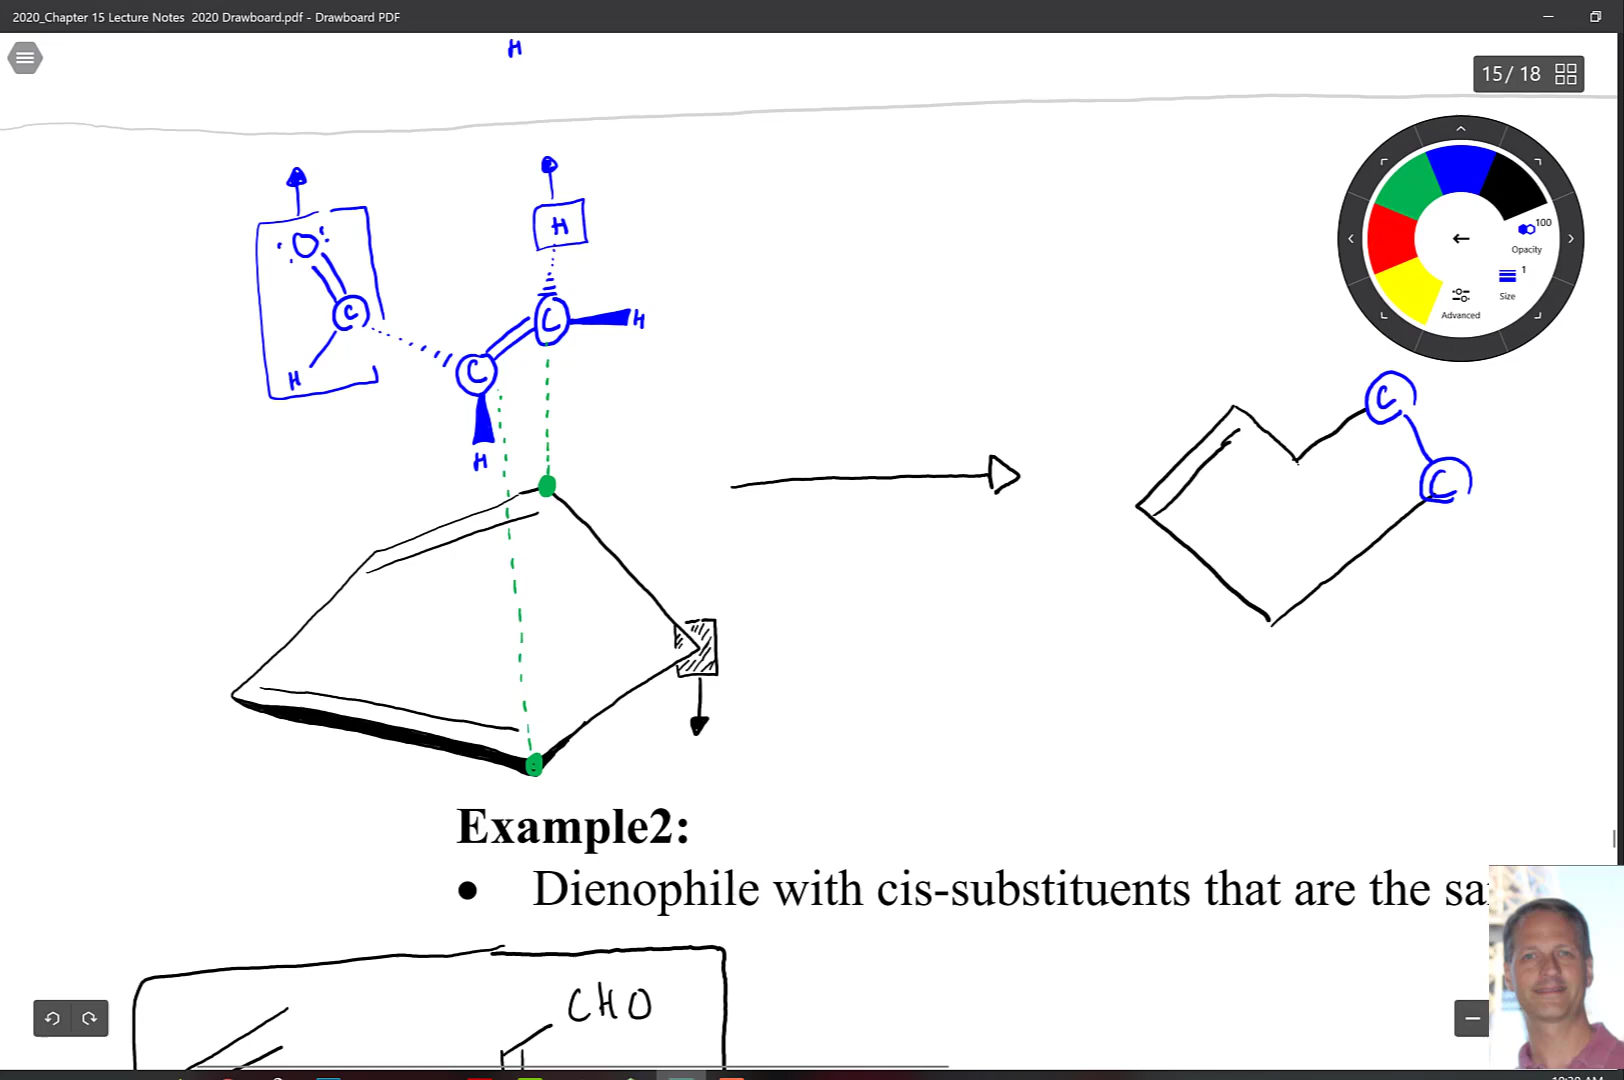 2020_Chapter 15 Lecture Notes 2020 Drawboard.pdf - Drawboard PDF
H
15 / 18
100
Opacity
1
Size
Advanced
O
H
C
C
H
C
H
H
C
C
Example2:
• Dienophile with cis-substituents that are the sa
CHO